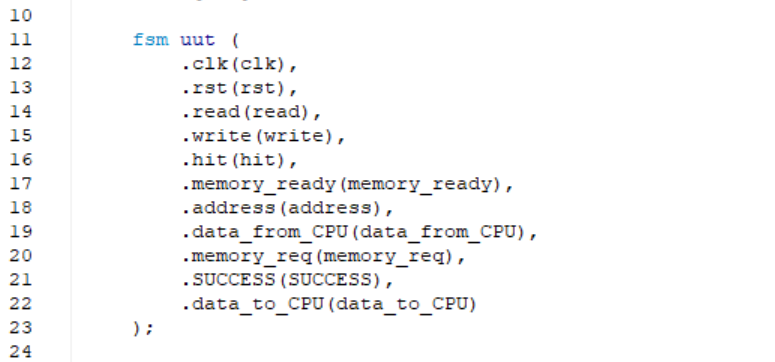 10
11 fsm uut (
12 .clk(clk),
13 .rst(rst),
14 .read(read),
15 .write(write),
16 .hit(hit),
17 .memory_ready(memory_ready),
18 .address(address),
19 .data_from_CPU(data_from_CPU),
20 .memory_req(memory_req),
21 .SUCCESS(SUCCESS),
22 .data_to_CPU(data_to_CPU)
23 );
24